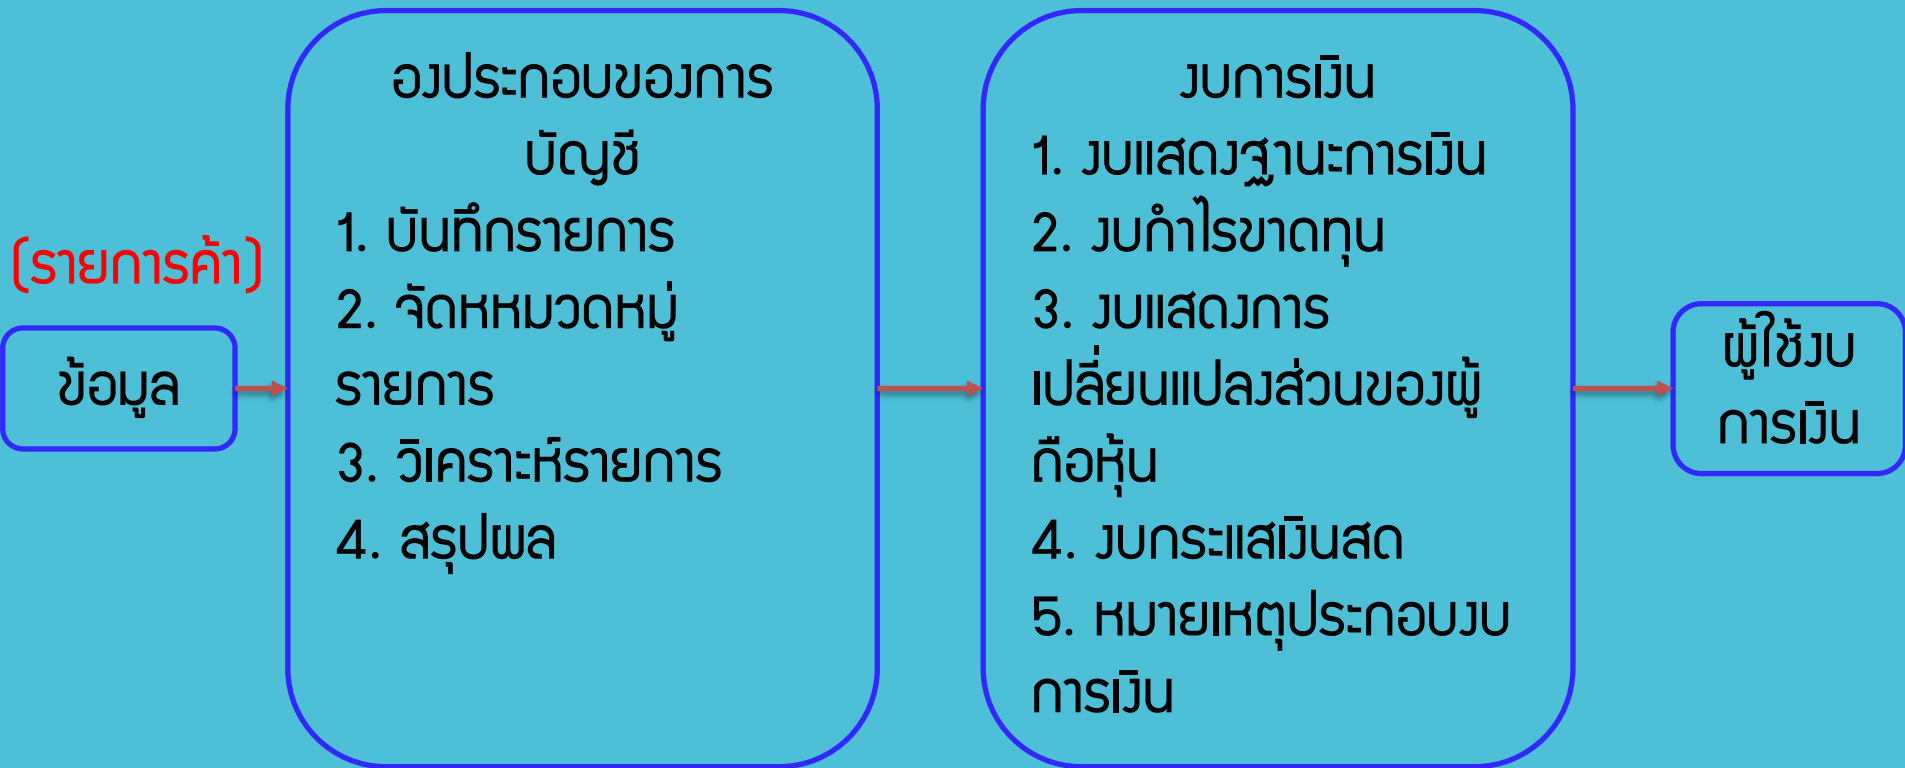 (รายการค้า)
ข้อมูล
องประกอบของการ
บัญชี
1. บันทึกรายการ
2. จัดหหมวดหมู่
รายการ
3. วิเคราะห์รายการ
4. สรุปผล
งบการเงิน
1. งบแสดงฐานะการเงิน
2. งบกำไรขาดทุน
3. งบแสดงการ
เปลี่ยนแปลงส่วนของผู้
ถือหุ้น
4. งบกระแสเงินสด
5. หมายเหตุประกอบงบ
การเงิน
ผู้ใช้งบ
การเงิน